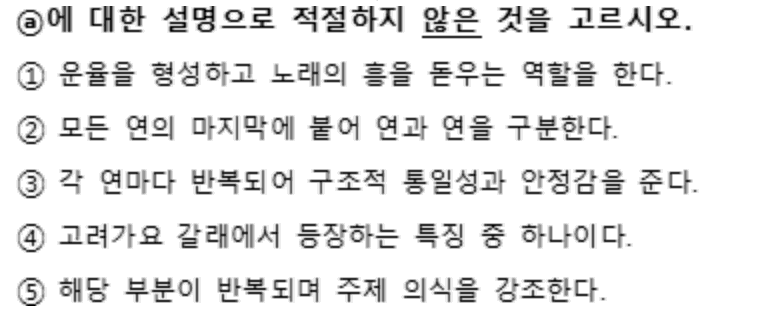 ⓐ에 대한 설명으로 적절하지 않은 것을 고르시오.
① 운율을 형성하고 노래의 흥을 돋우는 역할을 한다.
② 모든 연의 마지막에 붙어 연과 연을 구분한다.
③ 각 연마다 반복되어 구조적 통일성과 안정감을 준다.
④ 고려가요 갈래에서 등장하는 특징 중 하나이다.
⑤ 해당 부분이 반복되며 주제 의식을 강조한다.